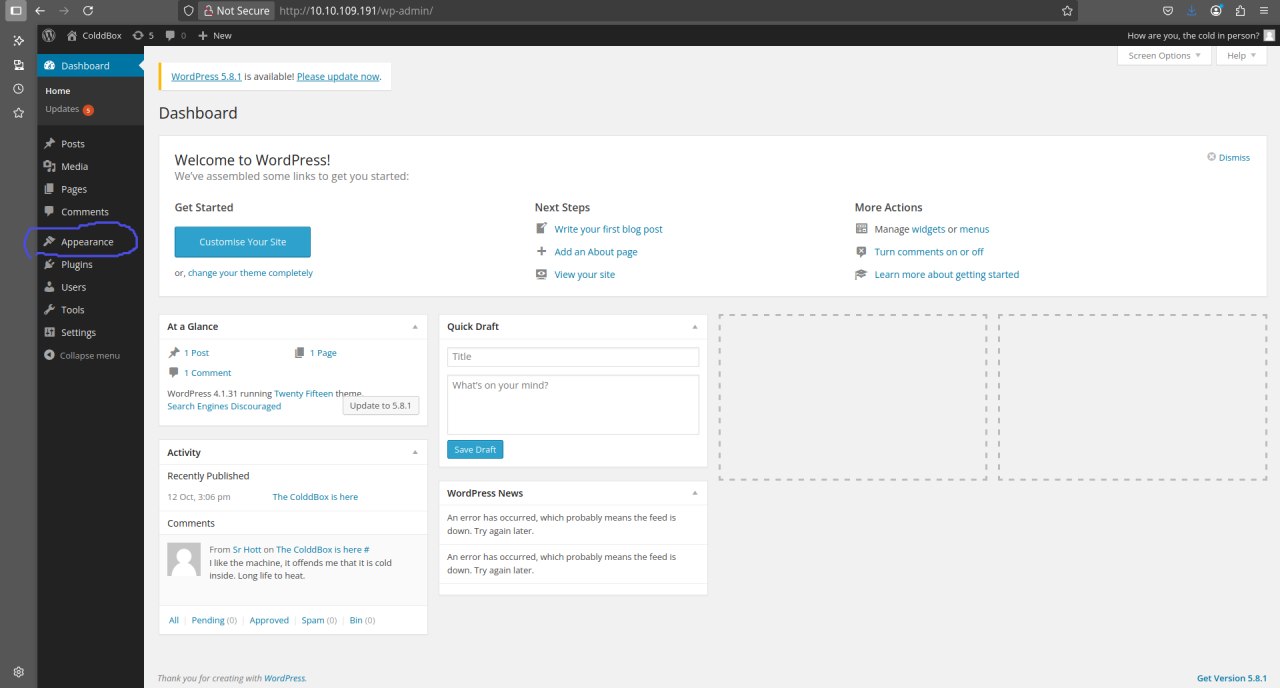 Not Secure http://10.10.109.191/wp-admin/
ColddBox 5 0 New How are you, the cold in person?
Dashboard
Home
Updates 5
Posts
Media
Pages
Comments
Appearance
Plugins
Users
Tools
Settings
Collapse menu
Screen Options Help
WordPress 5.8.1 is available! Please update now.
Dashboard
Welcome to WordPress!
We've assembled some links to get you started:
Dismiss
Get Started
Customise Your Site
or, change your theme completely
Next Steps
Write your first blog post
Add an About page
View your site
More Actions
Manage widgets or menus
Turn comments on or off
Learn more about getting started
At a Glance
1 Post 1 Page
1 Comment
WordPress 4.1.31 running Twenty Fifteen theme.
Search Engines Discouraged
Update to 5.8.1
Activity
Recently Published
12 Oct, 3:06 pm The ColddBox is here
Comments
From Sr Hott on The ColddBox is here #
I like the machine, it offends me that it is cold
inside. Long life to heat.
All | Pending (0) | Approved | Spam (0) | Bin (0)
Quick Draft
Title
What's on your mind?
Save Draft
WordPress News
An error has occurred, which probably means the feed is
down. Try again later.
An error has occurred, which probably means the feed is
down. Try again later.
Thank you for creating with WordPress.
Get Version 5.8.1